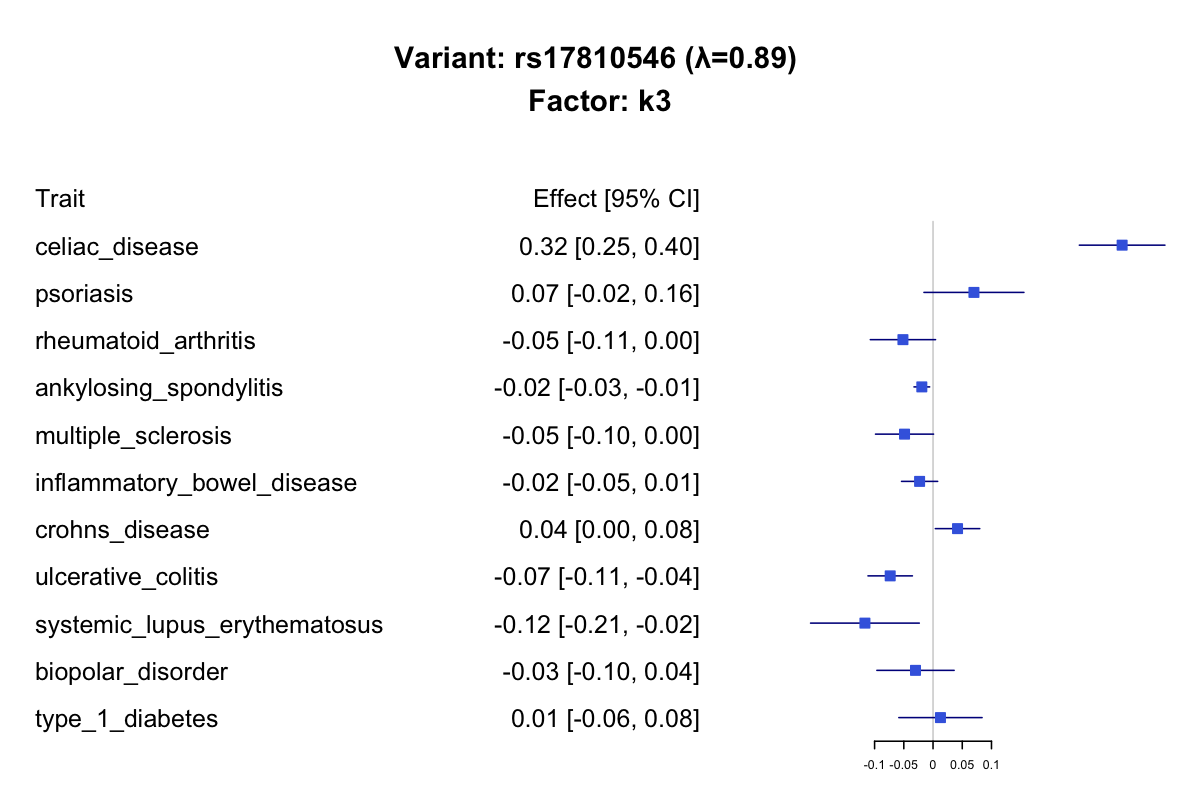 Variant: rs17810546 (λ=0.89)
Factor: k3
Trait Effect [95% CI]
celiac_disease 0.32 [0.25, 0.40]
psoriasis 0.07 [-0.02, 0.16]
rheumatoid_arthritis -0.05 [-0.11, 0.00]
ankylosing_spondylitis -0.02 [-0.03, -0.01]
multiple_sclerosis -0.05 [-0.10, 0.00]
inflammatory_bowel_disease -0.02 [-0.05, 0.01]
crohns_disease 0.04 [0.00, 0.08]
ulcerative_colitis -0.07 [-0.11, -0.04]
systemic_lupus_erythematosus -0.12 [-0.21, -0.02]
biopolar_disorder -0.03 [-0.10, 0.04]
type_1_diabetes 0.01 [-0.06, 0.08]
-0.1 -0.05 0 0.05 0.1